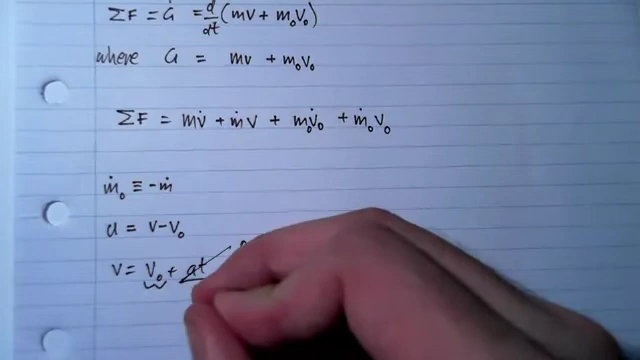 ΣF = Ġ = d/dt (mv + m₀v₀)
where G = mv + m₀v₀
ΣF = mv̇ + ṁv + m₀v̇₀ + ṁ₀v₀
ṁ₀ ≡ -ṁ
u = v-v₀
v = v₀ + at